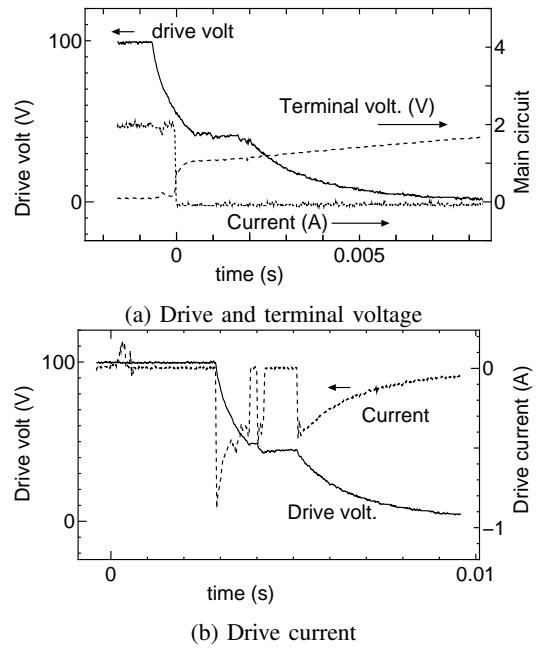 drive volt
100
4
Terminal volt. (V)
Drive volt (V)
2
Main circuit
0
0
Current (A)
0
0.005
time (s)
(a) Drive and terminal voltage
100
0
Drive volt (V)
Current
Drive current (A)
Drive volt.
0
−1
0
0.01
time (s)
(b) Drive current